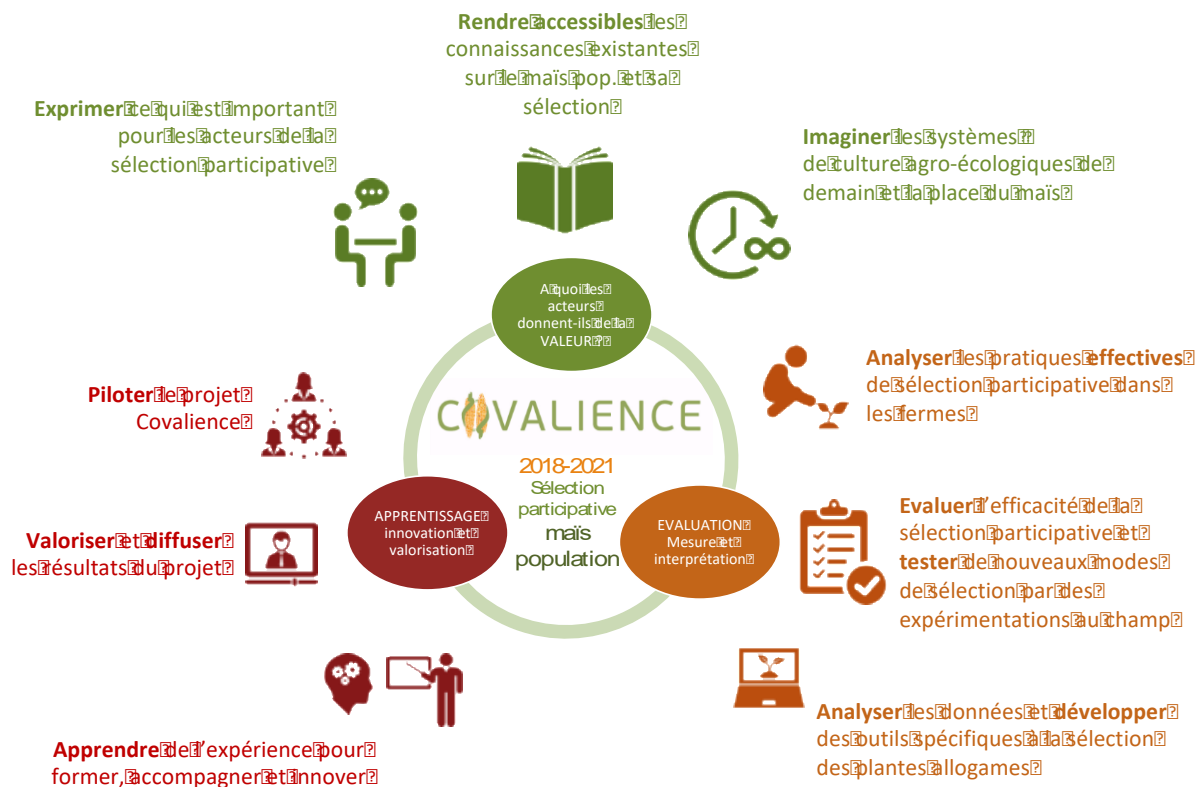 Rendre accessibles les
connaissances existantes
sur le maïs pop. et sa
sélection
Exprimer ce qui est important
pour les acteurs de la
sélection participative
Imaginer les systèmes
de culture agro-écologiques de
demain et la place du maïs
A quoi les
acteurs
donnent-ils de la
VALEUR ?
Analyser les pratiques effectives
de sélection participative dans
les fermes
Piloter le projet
Covalience
COVALIENCE
2018-2021
Sélection
participative
maïs
population
APPRENTISSAGE
innovation et
valorisation
EVALUATION
Mesure et
interprétation
Evaluer l'efficacité de la
sélection participative et
tester de nouveaux modes
de sélection par des
expérimentations au champ
Valoriser et diffuser
les résultats du projet
Analyser les données et développer
des outils spécifiques à la sélection
des plantes allogames
Apprendre de l'expérience pour
former, accompagner et innover